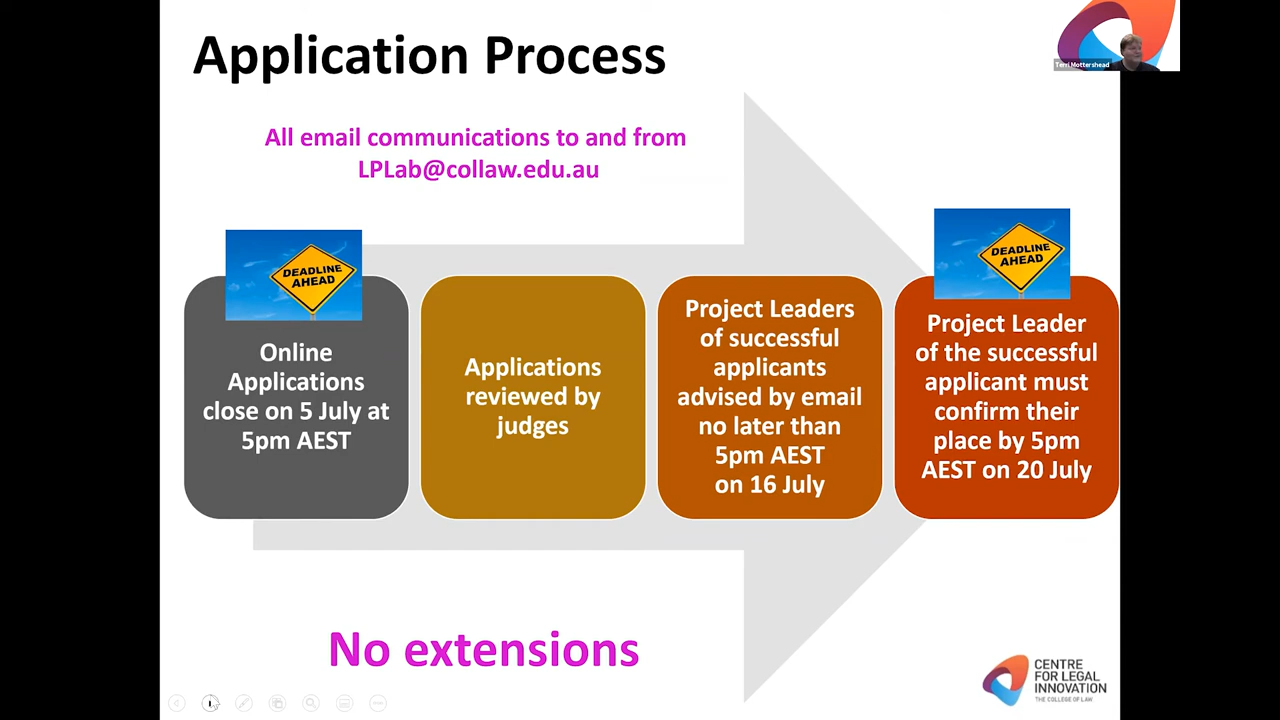 Application Process
Terri Mottershead
All email communications to and from
LPLab@collaw.edu.au
DEADLINE
AHEAD
Online
Applications
close on 5 July at
5pm AEST
Applications
reviewed by
judges
Project Leaders
of successful
applicants
advised by email
no later than
5pm AEST
on 16 July
DEADLINE
AHEAD
Project Leader
of the successful
applicant must
confirm their
place by 5pm
AEST on 20 July
No extensions
CENTRE
FOR LEGAL
INNOVATION
THE COLLEGE OF LAW